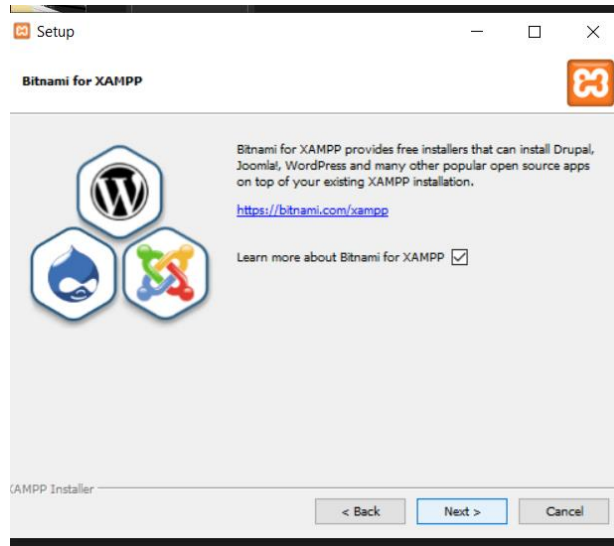 Setup
Bitnami for XAMPP
Bitnami for XAMPP provides free installers that can install Drupal,
Joomla!, WordPress and many other popular open source apps
on top of your existing XAMPP installation.
https://bitnami.com/xampp
Learn more about Bitnami for XAMPP
XAMPP Installer
< Back
Next >
Cancel